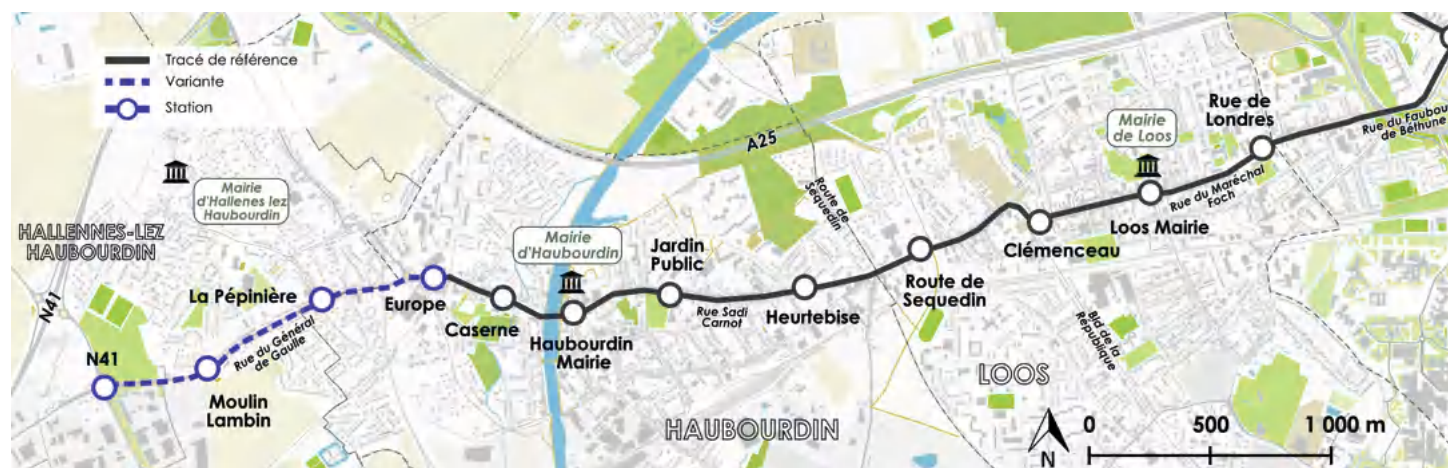 Tracé de référence
Variante
Station
Mairie
d'Hallenes lez
Haubourdin
HALLENNES-LEZ
HAUBOURDIN
N41
N41
Moulin
Lambin
La Pépinière
Rue du Général
de Gaulle
Europe
Caserne
Mairie
d'Haubourdin
Haubourdin
Mairie
Jardin
Public
Rue Sadi
Carnot
Heurtebise
HAUBOURDIN
A25
Route de
Sequedin
Route de
Sequedin
Clémenceau
Mairie
de Loos
Loos Mairie
Rue du Maréchal
Foch
Rue de
Londres
Rue du Faubou
de Béthune
Bld de la
République
LOOS
N
0 500 1 000 m